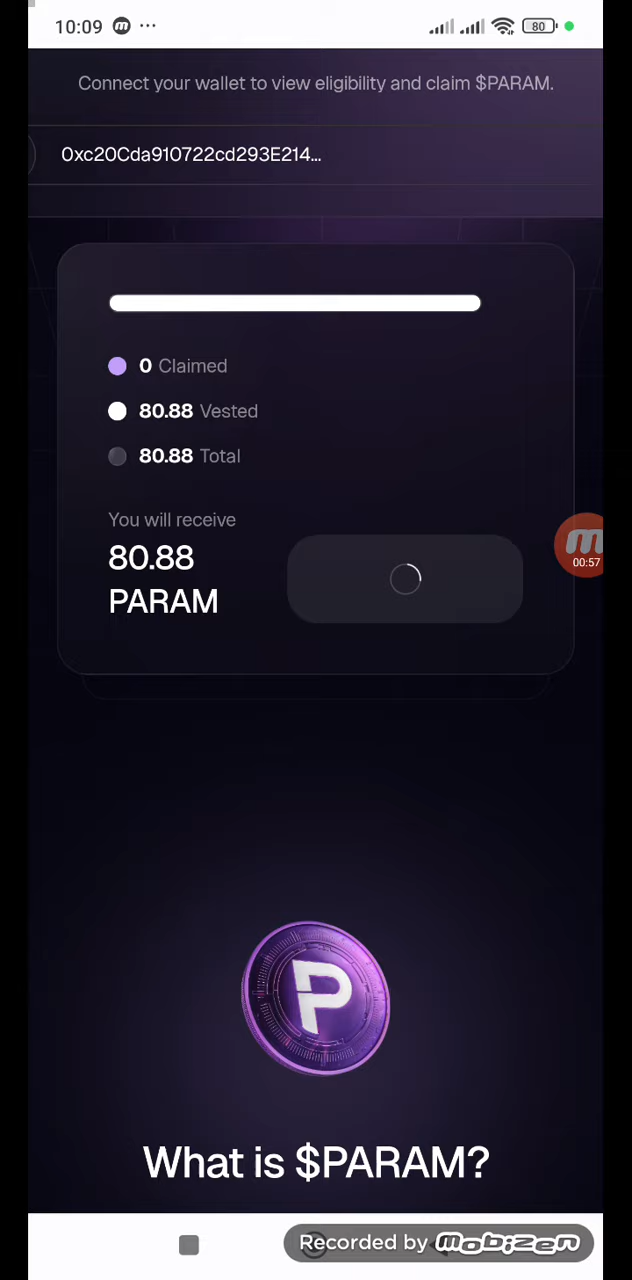 10:09
80
Connect your wallet to view eligibility and claim $PARAM.
0xc20Cda910722cd293E214...
0 Claimed
80.88 Vested
80.88 Total
You will receive
80.88
PARAM
00:57
P
What is $PARAM?
Recorded by mobizen